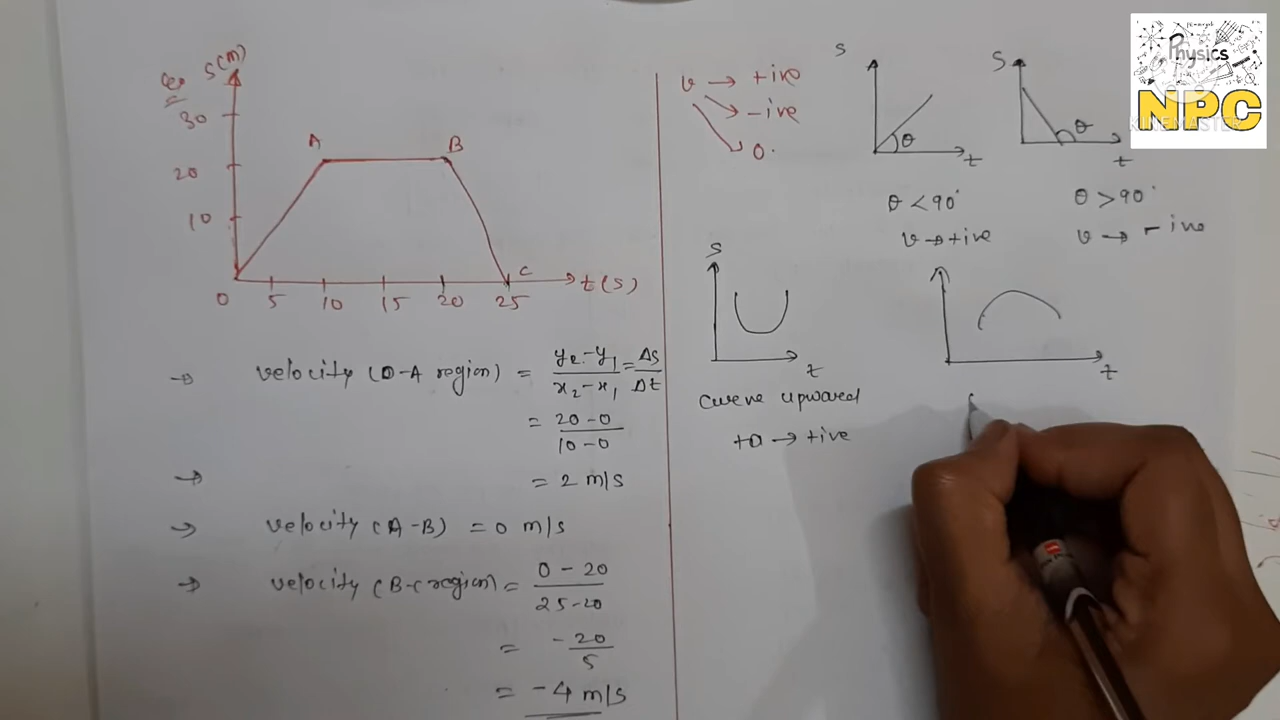 S(m)
30
20
10
A
B
C
0 5 10 15 20 25
t(s)
→ velocity (O-A region) = y₂-y₁/x₂-x₁ = Δs/Δt
= 20-0/10-0
→ = 2 m/s
→ velocity (A-B) = 0 m/s
→ velocity (B-C region) = 0-20/25-20
= -20/5
= -4 m/s
v → +ive
→ -ive
→ 0.
S
θ
t
θ < 90°
v → +ive
S
θ
t
θ > 90°
v → -ive
S
t
curve upward
→ +ive
t
Physics
NPC
KINEMASTER